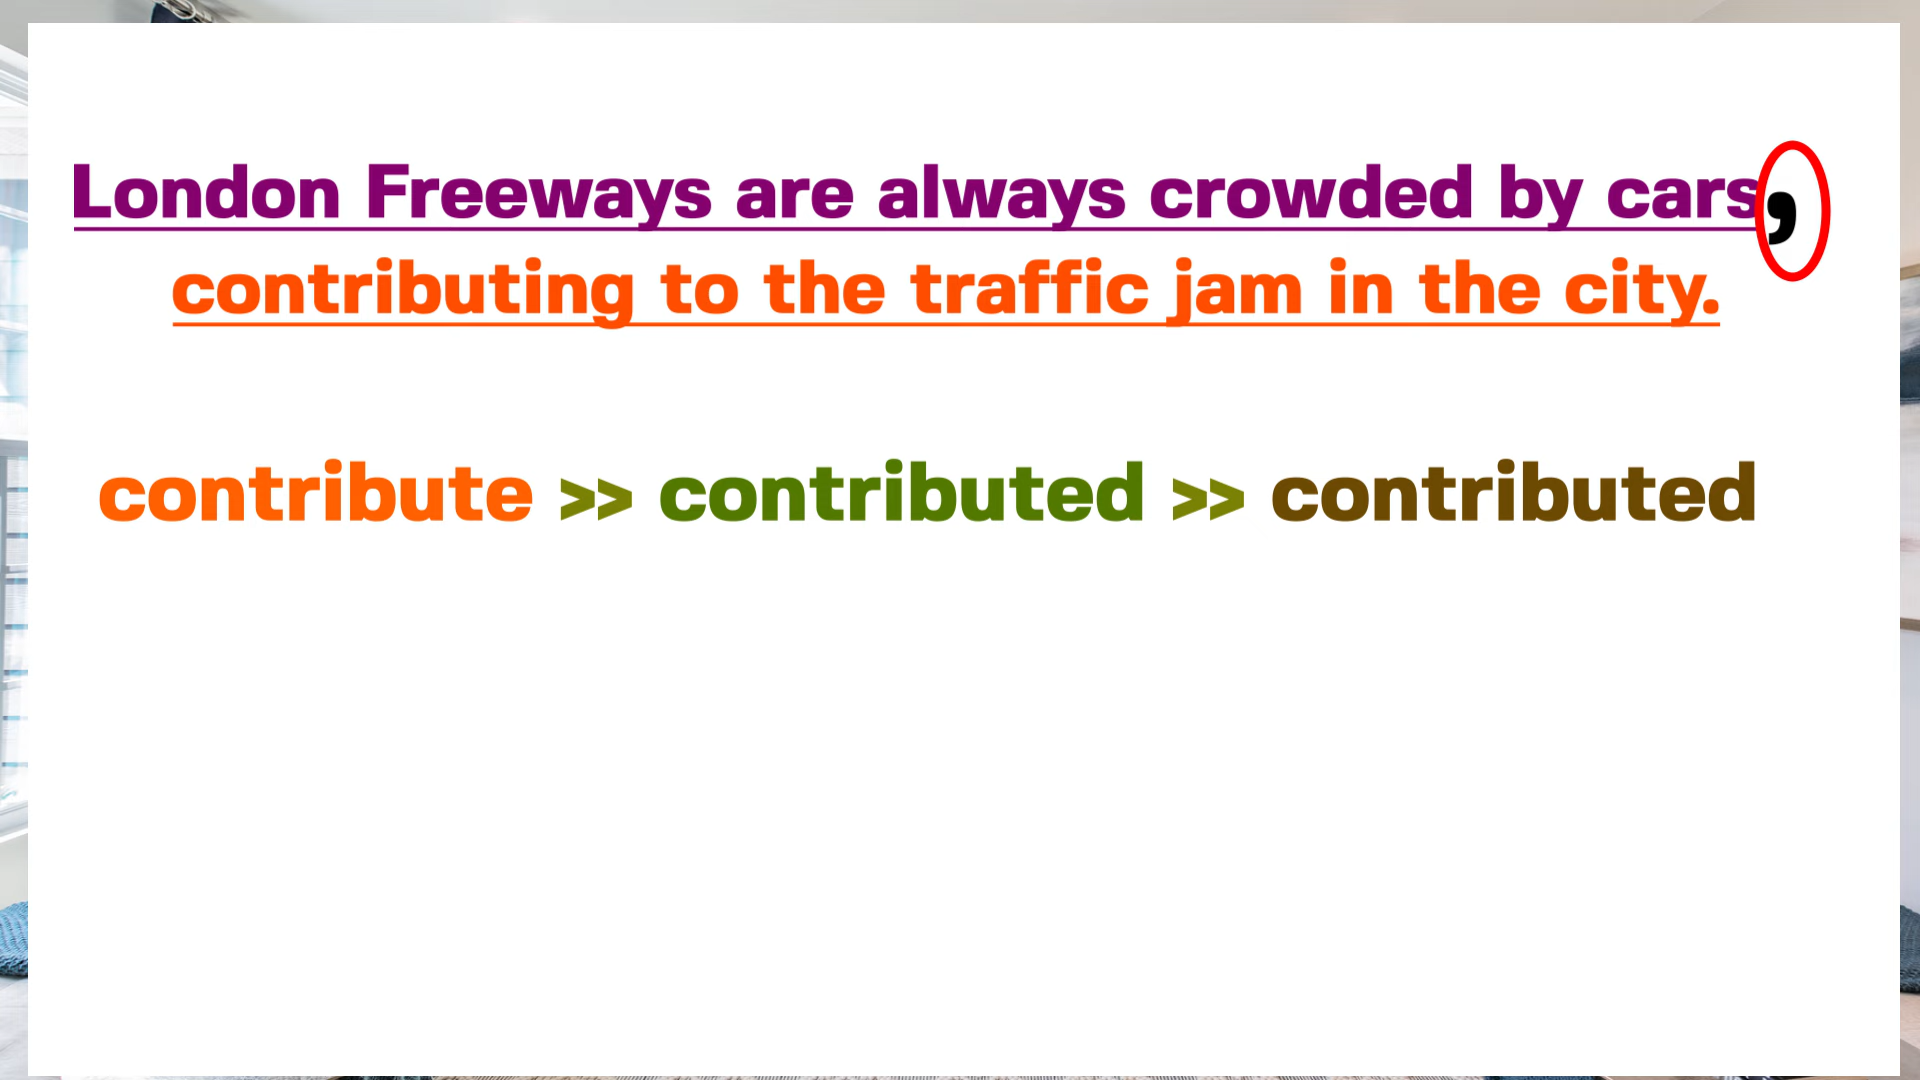 London Freeways are always crowded by cars,
contributing to the traffic jam in the city.
contribute >> contributed >> contributed